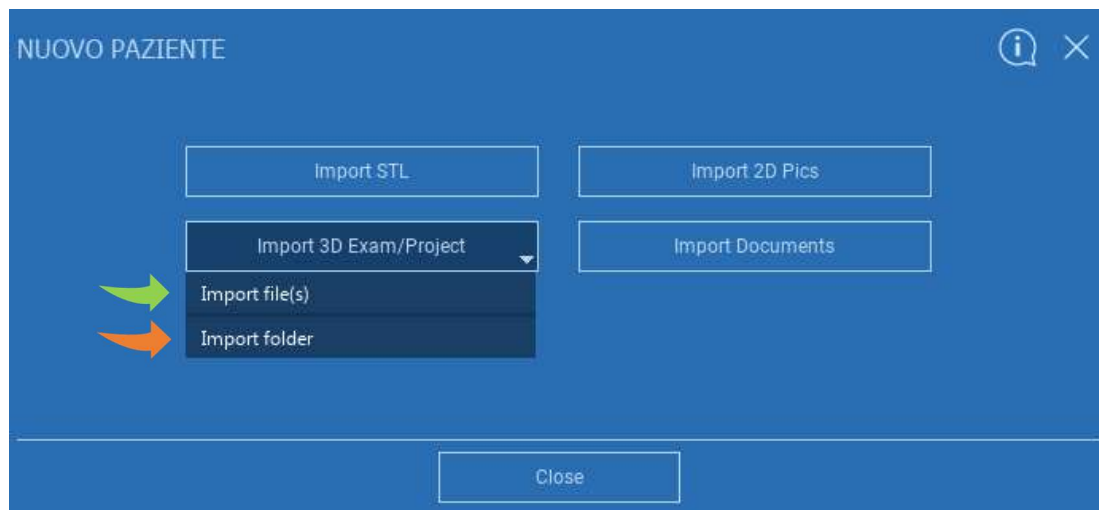 NUOVO PAZIENTE
Import STL
Import 2D Pics
Import 3D Exam/Project
Import Documents
Import file(s)
Import folder
Close